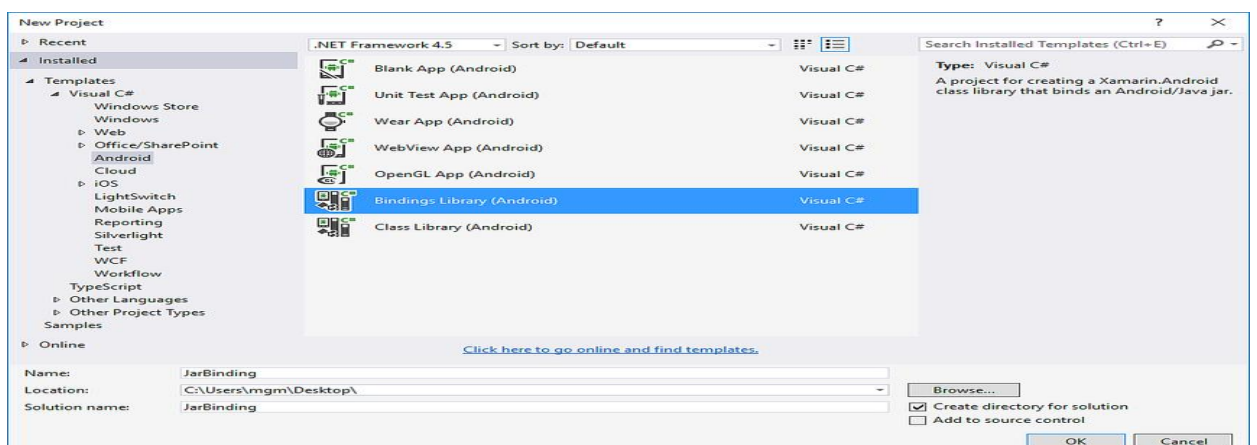 New Project
?
Recent
Installed
Templates
Visual C#
Windows Store
Windows
Web
Office/SharePoint
Android
Cloud
iOS
LightSwitch
Mobile Apps
Reporting
Silverlight
Test
WCF
Workflow
TypeScript
Other Languages
Other Project Types
Samples
Online
.NET Framework 4.5
Sort by: Default
Blank App (Android) Visual C#
Unit Test App (Android) Visual C#
Wear App (Android) Visual C#
WebView App (Android) Visual C#
OpenGL App (Android) Visual C#
Bindings Library (Android) Visual C#
Class Library (Android) Visual C#
Click here to go online and find templates.
Search Installed Templates (Ctrl+E)
Type: Visual C#
A project for creating a Xamarin.Android
class library that binds an Android/Java jar.
Name: JarBinding
Location: C:\Users\mgm\Desktop\
Solution name: JarBinding
Browse...
Create directory for solution
Add to source control
OK Cancel